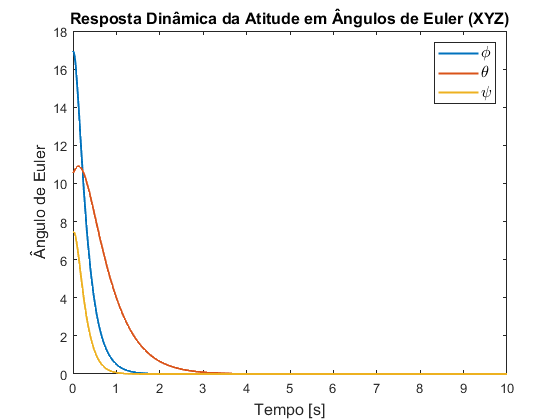 Resposta Dinâmica da Atitude em Ângulos de Euler (XYZ)
18
16
14
12
10
8
6
4
2
0
Ângulo de Euler
ϕ
θ
ψ
0 1 2 3 4 5 6 7 8 9 10
Tempo [s]